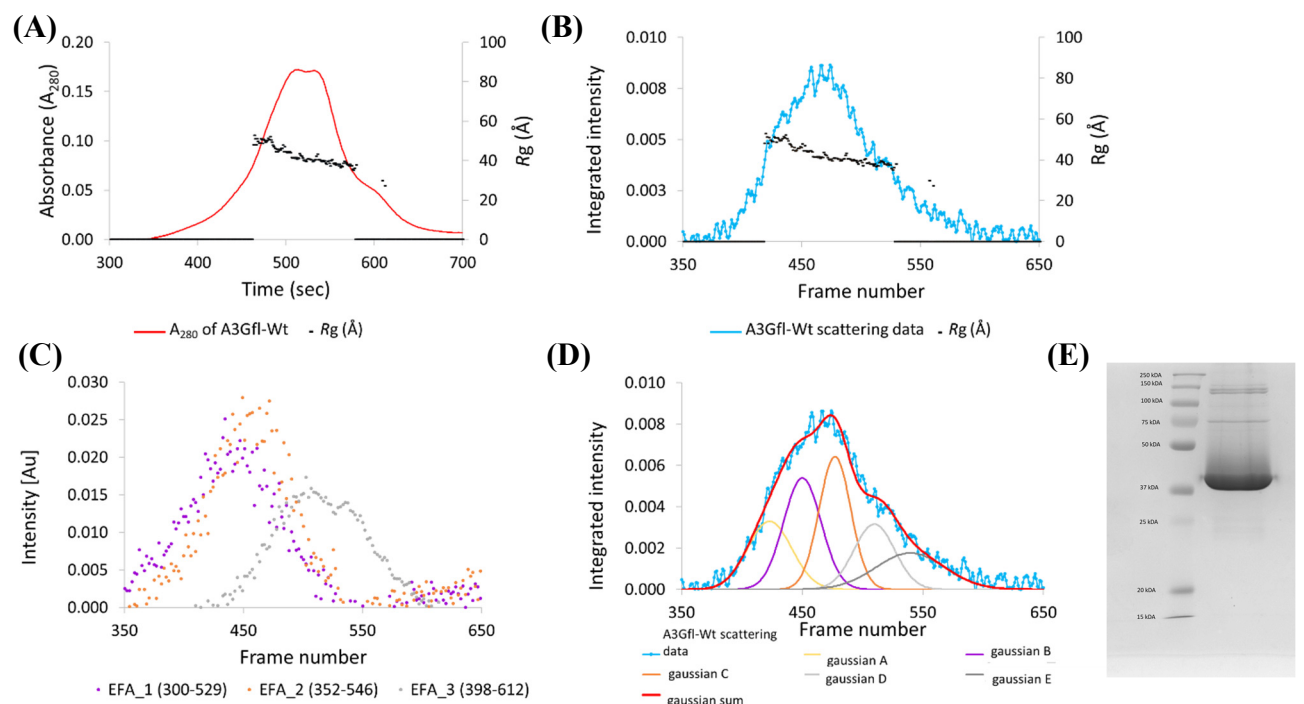 (A)
0.20
0.15
0.10
0.05
0.00
Absorbance (A280)
100
80
60
40
20
0
Rg (Å)
300
400
500
600
700
Time (sec)
A280 of A3Gfl-Wt - Rg (Å)
(B)
0.010
0.008
0.005
0.003
0.000
Integrated intensity
100
80
60
40
20
0
Rg (Å)
350
450
550
650
Frame number
A3Gfl-Wt scattering data - Rg (Å)
(C)
0.030
0.025
0.020
0.015
0.010
0.005
0.000
Intensity [Au]
350
450
550
650
Frame number
EFA_1 (300-529)
EFA_2 (352-546)
EFA_3 (398-612)
(D)
0.010
0.008
0.006
0.004
0.002
0.000
Integrated intensity
350
450
550
650
Frame number
A3Gfl-Wt scattering
data
gaussian A
gaussian B
gaussian C
gaussian D
gaussian E
gaussian sum
(E)
250 kDA
150 kDA
100 kDA
75 kDA
50 kDA
37 kDA
25 kDA
20 kDA
15 kDA